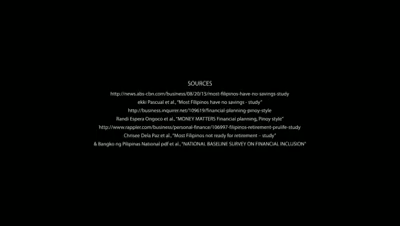 SOURCES
http://news.abs-cbn.com/business/08/20/15/most-filipinos-have-no-savings-study
ekki Pascual et al., "Most Filipinos have no savings - study"
http://business.inquirer.net/109619/financial-planning-pinoy-style
Randi Espera Ongoco et al., "MONEY MATTERS Financial planning, Pinoy style"
http://www.rappler.com/business/personal-finance/106997-filipinos-retirement-prulife-study
Chrisee Dela Paz et al., "Most Filipinos not ready for retirement – study"
& Bangko ng Pilipinas National pdf et al., "NATIONAL BASELINE SURVEY ON FINANCIAL INCLUSION"